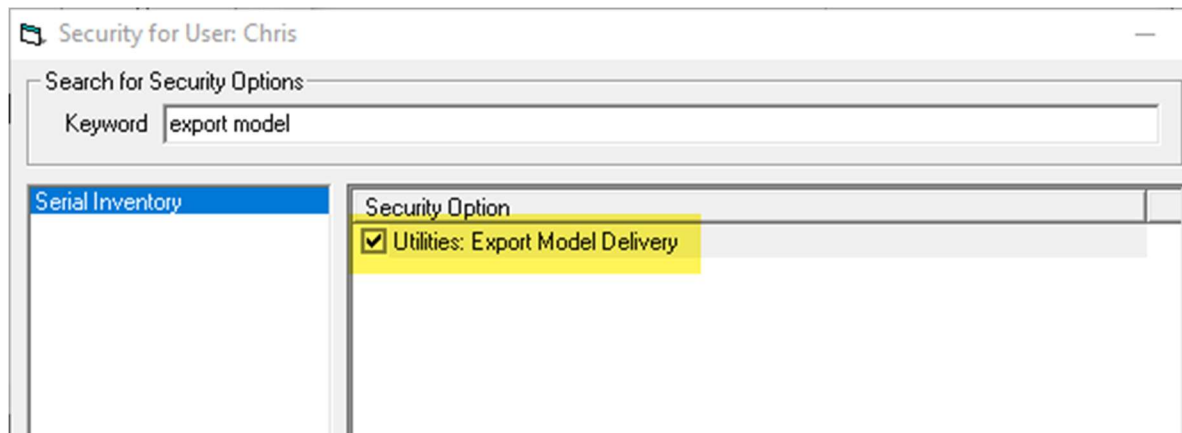 Security for User: Chris
Search for Security Options
Keyword export model
Serial Inventory
Security Option
Utilities: Export Model Delivery